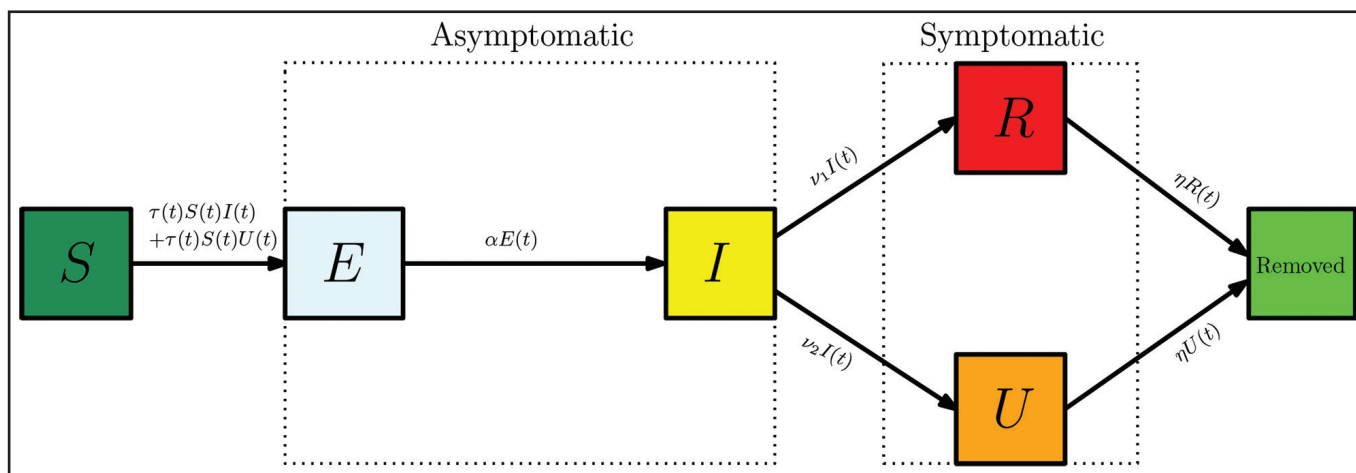 Asymptomatic
Symptomatic
S
τ(t)S(t)I(t)
+τ(t)S(t)U(t)
E
αE(t)
I
ν₁I(t)
ν₂I(t)
R
U
ηR(t)
ηU(t)
Removed